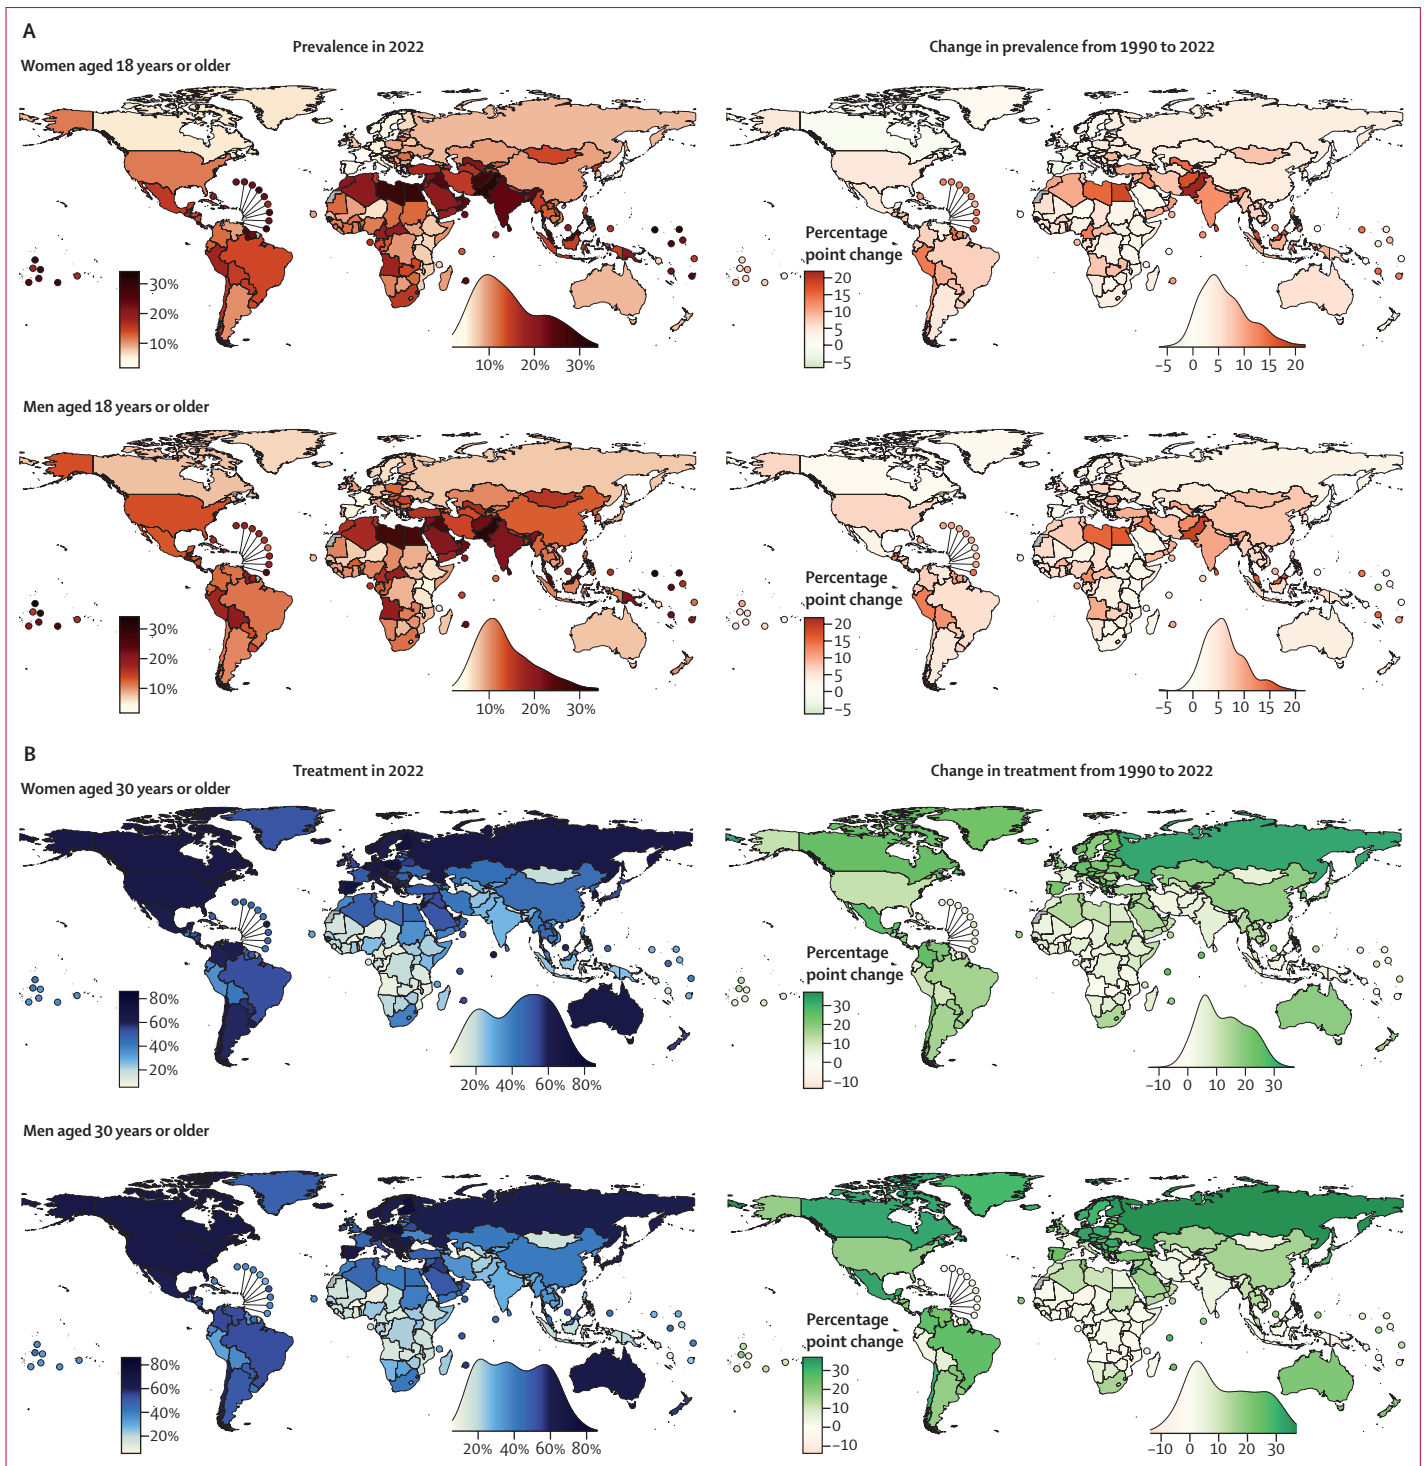 A
Prevalence in 2022
Change in prevalence from 1990 to 2022
Women aged 18 years or older
30%
20%
10%
10% 20% 30%
Percentage
point change
20
15
10
5
0
−5
−5 0 5 10 15 20
Men aged 18 years or older
30%
20%
10%
10% 20% 30%
Percentage
point change
20
15
10
5
0
−5
−5 0 5 10 15 20
B
Treatment in 2022
Change in treatment from 1990 to 2022
Women aged 30 years or older
80%
60%
40%
20%
20% 40% 60% 80%
Percentage
point change
30
20
10
0
−10
−10 0 10 20 30
Men aged 30 years or older
80%
60%
40%
20%
20% 40% 60% 80%
Percentage
point change
30
20
10
0
−10
−10 0 10 20 30